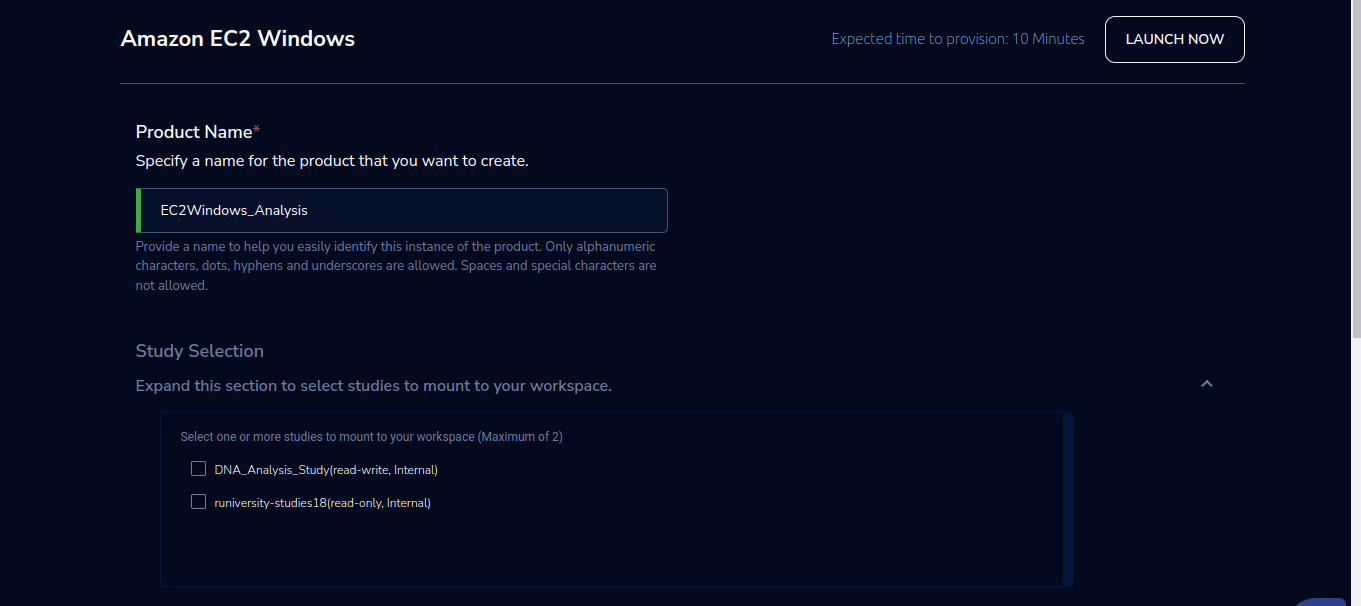 Amazon EC2 Windows
Expected time to provision: 10 Minutes
LAUNCH NOW
Product Name*
Specify a name for the product that you want to create.
EC2Windows_Analysis
Provide a name to help you easily identify this instance of the product. Only alphanumeric
characters, dots, hyphens and underscores are allowed. Spaces and special characters are
not allowed.
Study Selection
Expand this section to select studies to mount to your workspace.
Select one or more studies to mount to your workspace (Maximum of 2)
DNA_Analysis_Study(read-write, Internal)
runiversity-studies18(read-only, Internal)